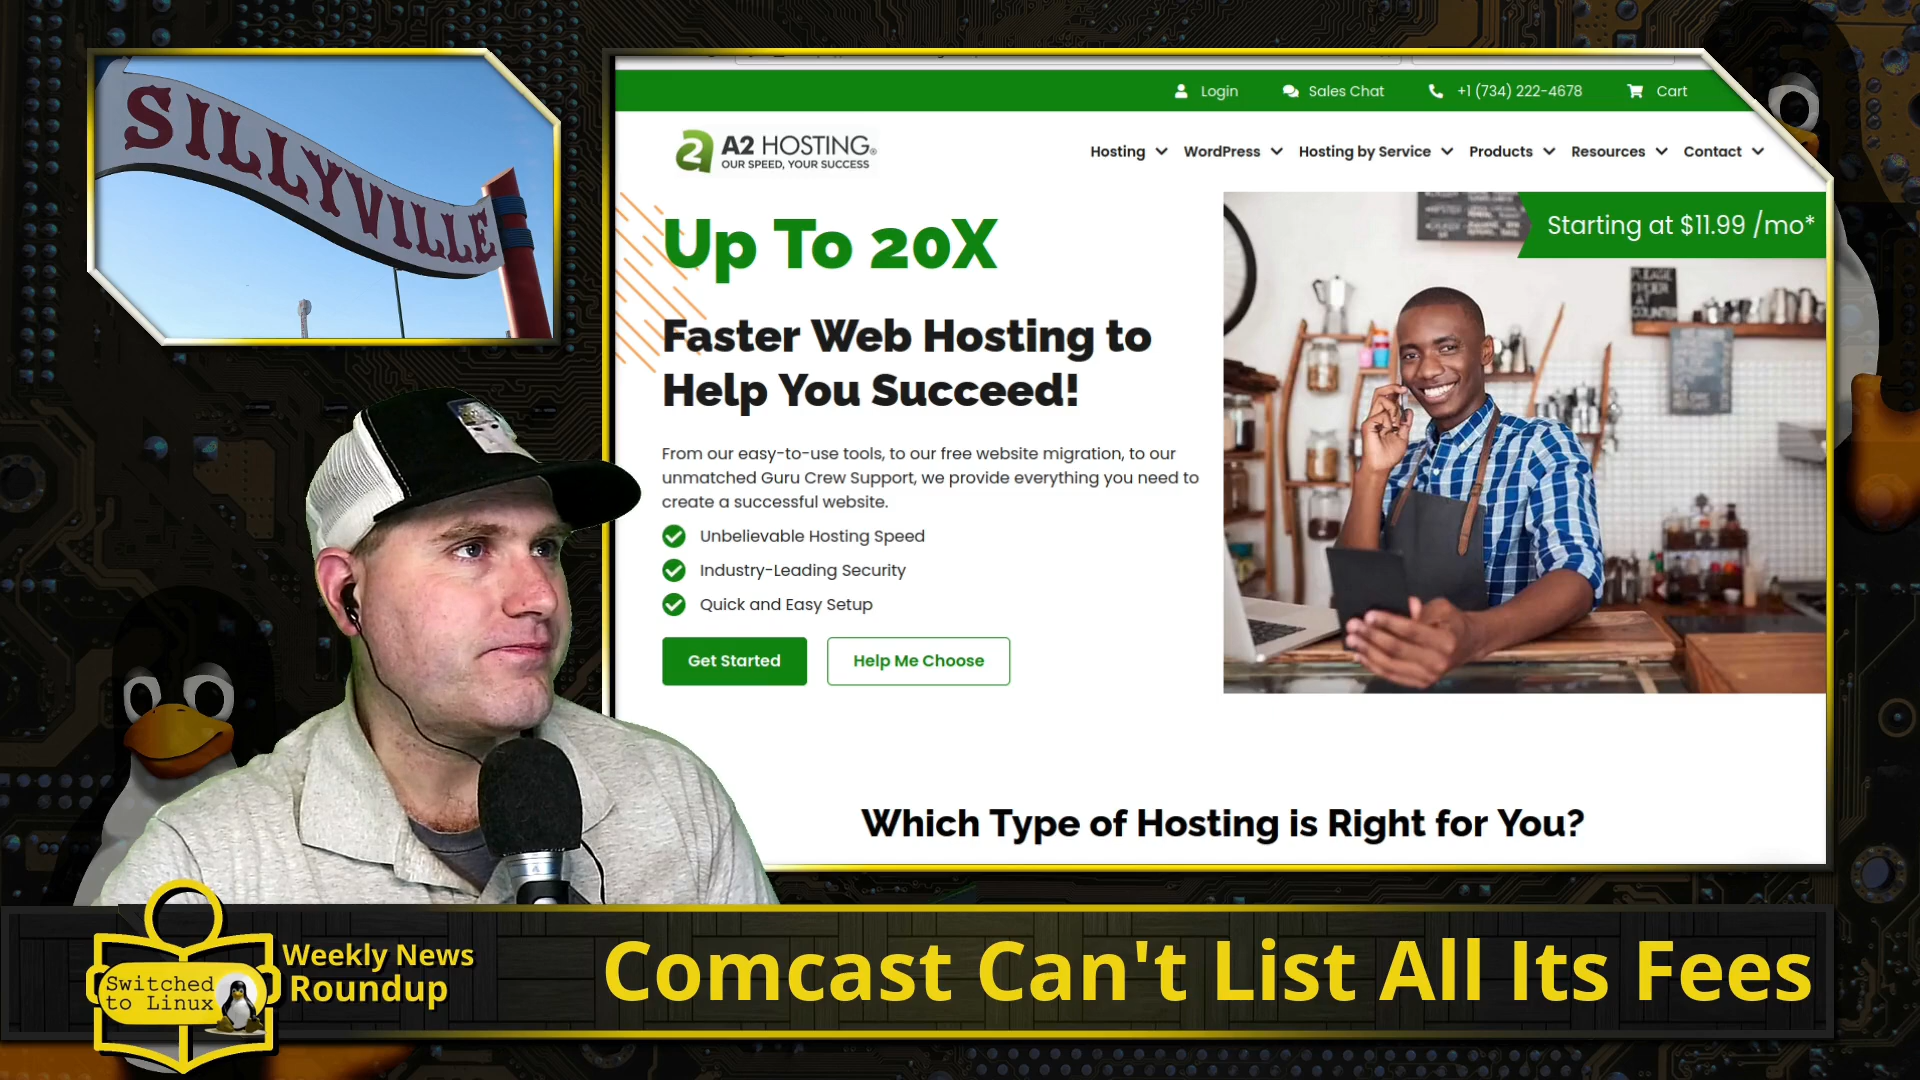 SILLYVILLE
Login
Sales Chat
+1 (734) 222-4678
Cart
2
A2 HOSTING®
OUR SPEED, YOUR SUCCESS
Hosting
WordPress
Hosting by Service
Products
Resources
Contact
Up To 20X
Faster Web Hosting to
Help You Succeed!
Starting at $11.99 /mo*
PLEASE
ORDER
AT
COUNTER
From our easy-to-use tools, to our free website migration, to our
unmatched Guru Crew Support, we provide everything you need to
create a successful website.
Unbelievable Hosting Speed
Industry-Leading Security
Quick and Easy Setup
Get Started
Help Me Choose
Which Type of Hosting is Right for You?
Switched
to Linux
Weekly News
Roundup
Comcast Can't List All Its Fees